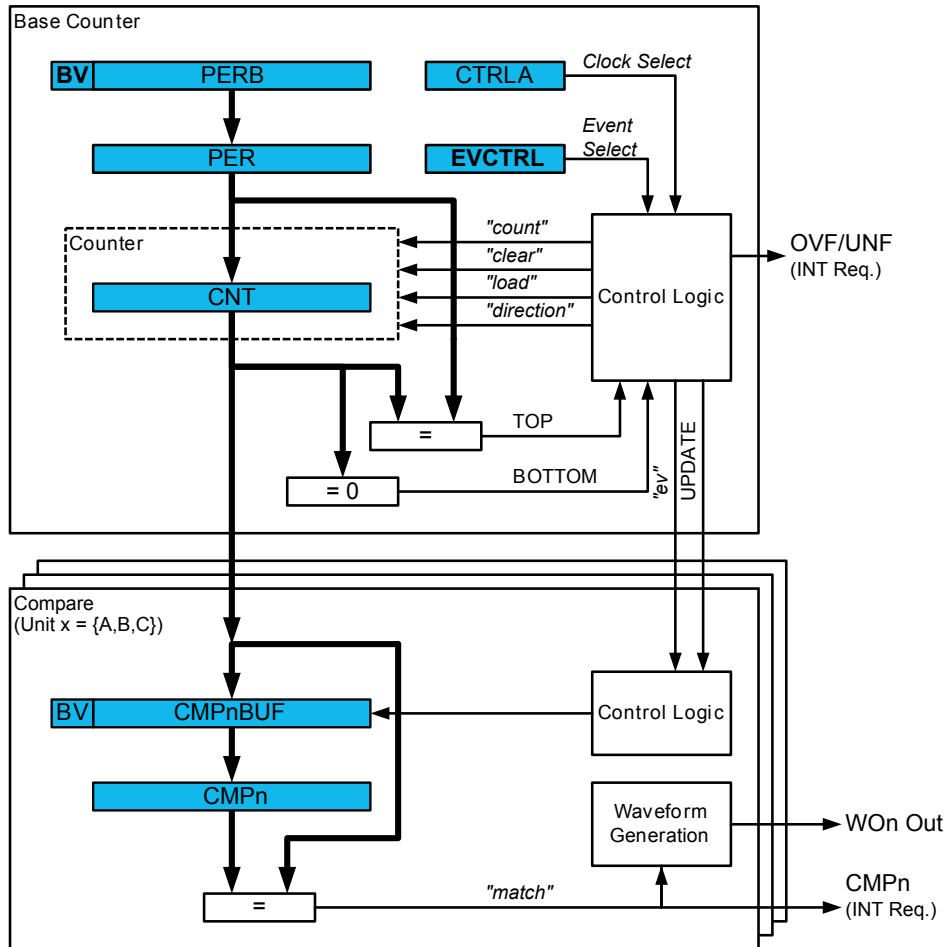 Base Counter
BV PERB
CTRLA
Clock Select
PER
EVCTRL
Event
Select
Counter
CNT
"count"
"clear"
"load"
"direction"
Control Logic
OVF/UNF
(INT Req.)
=
TOP
= 0
BOTTOM
"ev"
UPDATE
Compare
(Unit x = {A,B,C})
BV CMPnBUF
Control Logic
CMPn
Waveform
Generation
WOn Out
=
"match"
CMPn
(INT Req.)